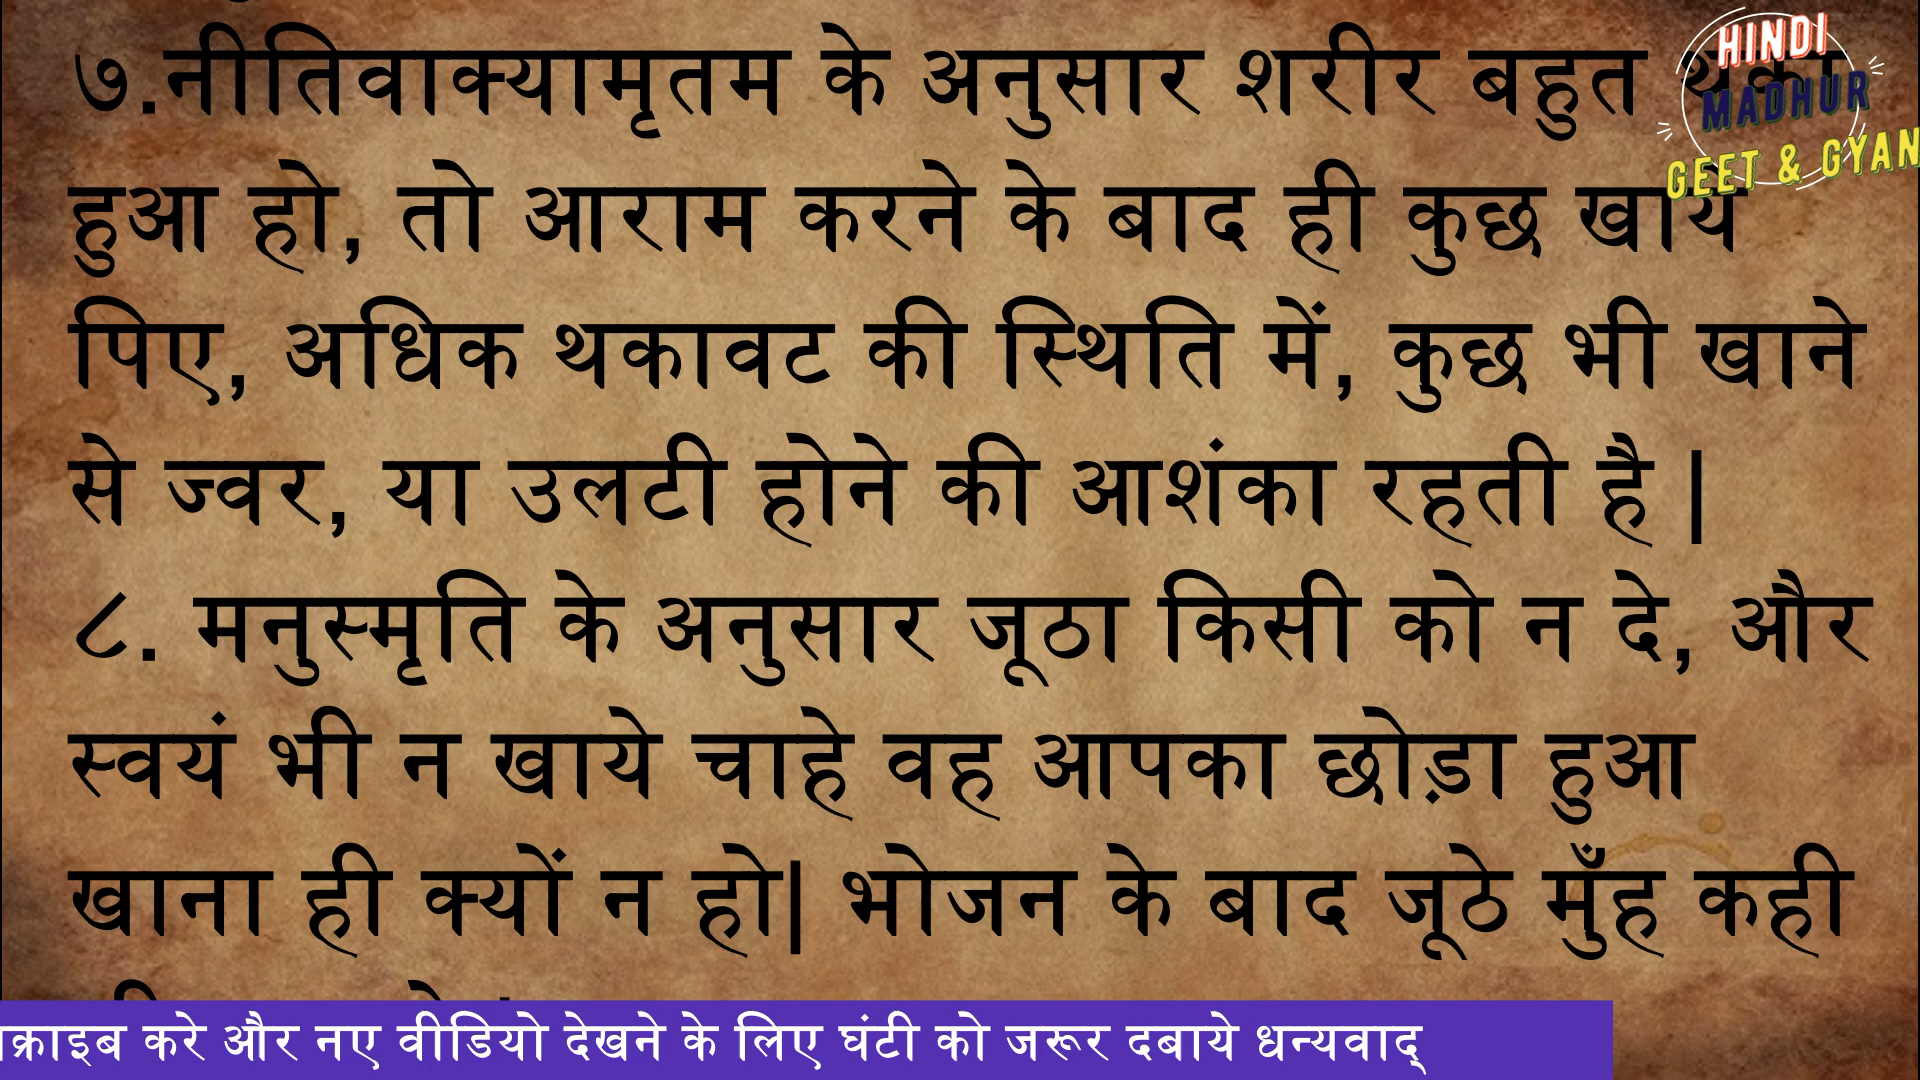 ७.नीतिवाक्यामृतम के अनुसार शरीर बहुत थका
हुआ हो, तो आराम करने के बाद ही कुछ खाये
पिए, अधिक थकावट की स्थिति में, कुछ भी खाने
से ज्वर, या उलटी होने की आशंका रहती है |
८. मनुस्मृति के अनुसार जूठा किसी को न दे, और
स्वयं भी न खाये चाहे वह आपका छोड़ा हुआ
खाना ही क्यों न हो| भोजन के बाद जूठे मुँह कही
HINDI
MADHUR
GEET & GYAN
करे और नए वीडियो देखने के लिए घंटी को जरूर दबाये धन्यवाद्